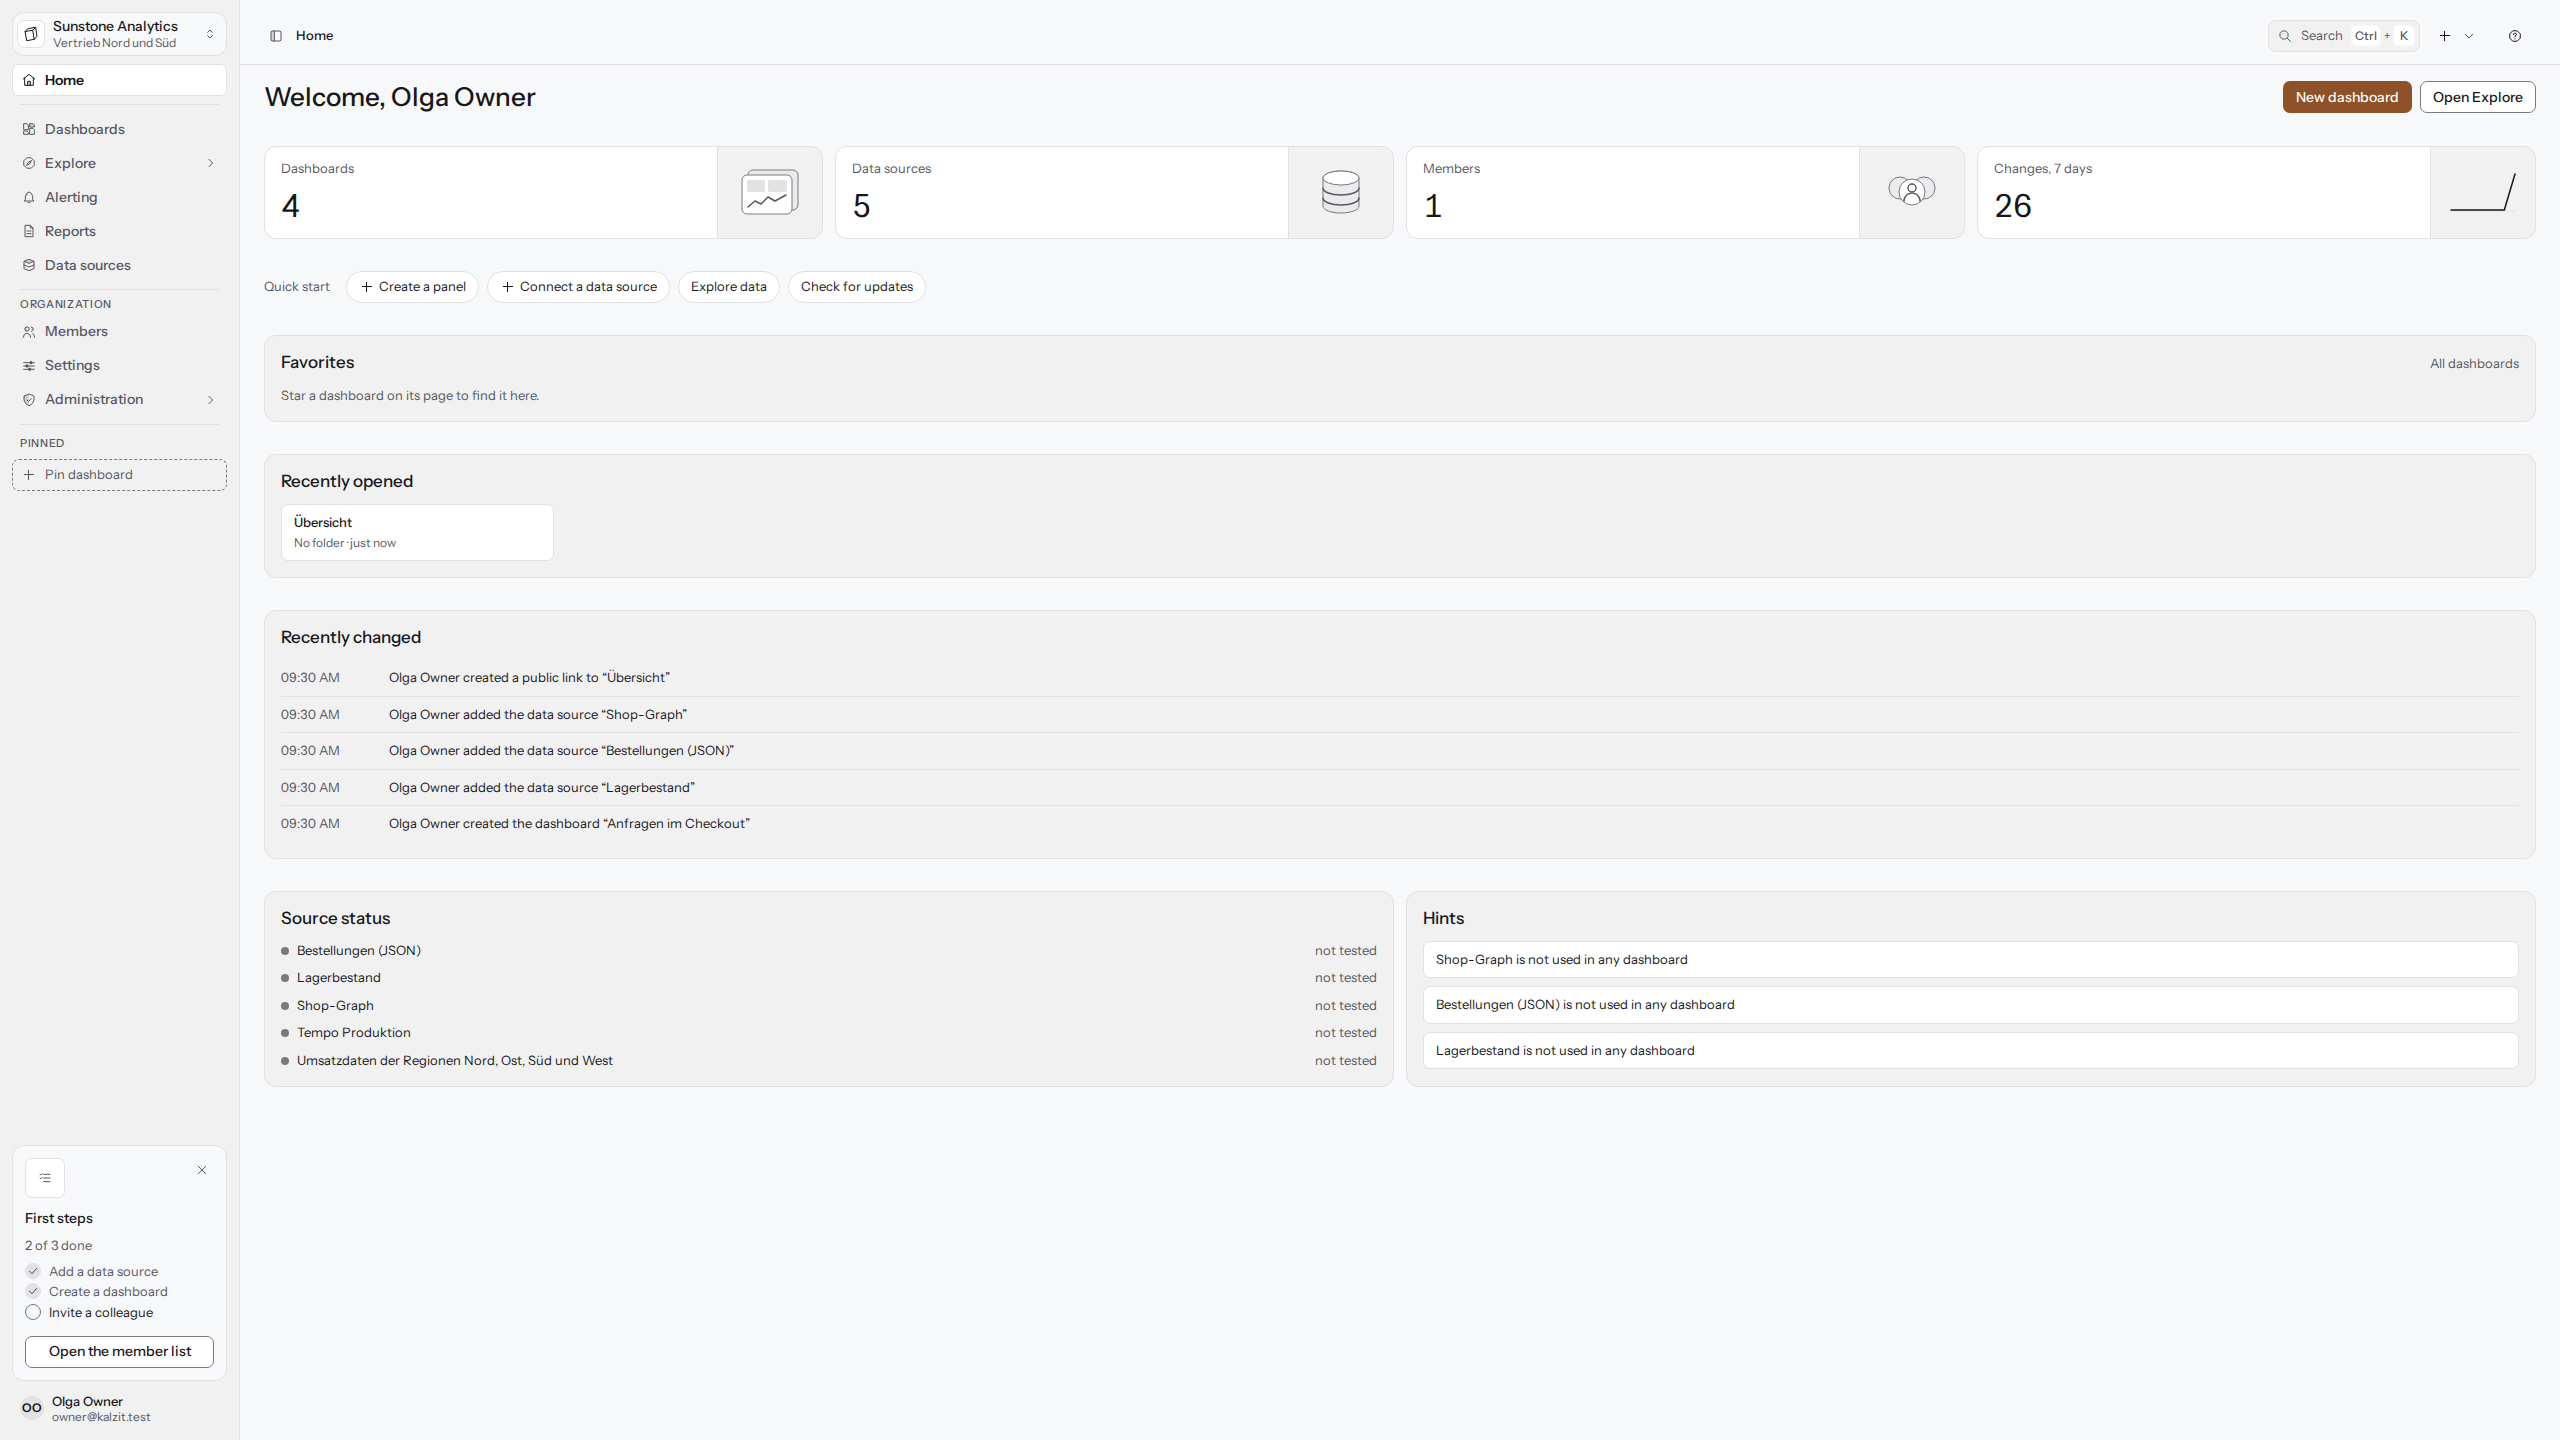 Sunstone Analytics
Vertrieb Nord und Süd
Home
Dashboards
Explore
Alerting
Reports
Data sources
ORGANIZATION
Members
Settings
Administration
PINNED
Pin dashboard
First steps
2 of 3 done
Add a data source
Create a dashboard
Invite a colleague
Open the member list
OO
Olga Owner
owner@kalzit.test
Home
Search Ctrl + K
Welcome, Olga Owner
New dashboard
Open Explore
Dashboards
4
Data sources
5
Members
1
Changes, 7 days
26
Quick start
Create a panel
Connect a data source
Explore data
Check for updates
Favorites
All dashboards
Star a dashboard on its page to find it here.
Recently opened
Übersicht
No folder · just now
Recently changed
09:30 AM Olga Owner created a public link to “Übersicht”
09:30 AM Olga Owner added the data source “Shop-Graph”
09:30 AM Olga Owner added the data source “Bestellungen (JSON)”
09:30 AM Olga Owner added the data source “Lagerbestand”
09:30 AM Olga Owner created the dashboard “Anfragen im Checkout”
Source status
Bestellungen (JSON) not tested
Lagerbestand not tested
Shop-Graph not tested
Tempo Produktion not tested
Umsatzdaten der Regionen Nord, Ost, Süd und West not tested
Hints
Shop-Graph is not used in any dashboard
Bestellungen (JSON) is not used in any dashboard
Lagerbestand is not used in any dashboard